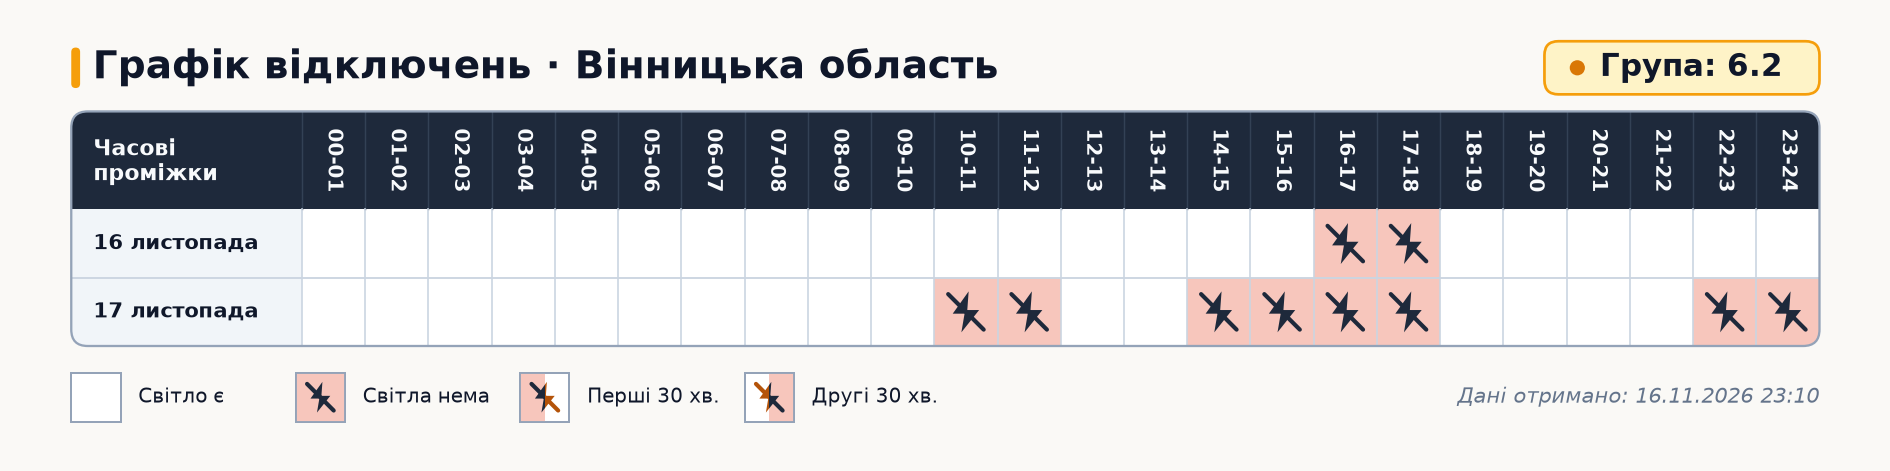 Графік відключень · Вінницька область
Група: 6.2
Часові
проміжки
00-01
01-02
02-03
03-04
04-05
05-06
06-07
07-08
08-09
09-10
10-11
11-12
12-13
13-14
14-15
15-16
16-17
17-18
18-19
19-20
20-21
21-22
22-23
23-24
16 листопада
17 листопада
Світло є
Світла нема
Перші 30 хв.
Другі 30 хв.
Дані отримано: 16.11.2026 23:10